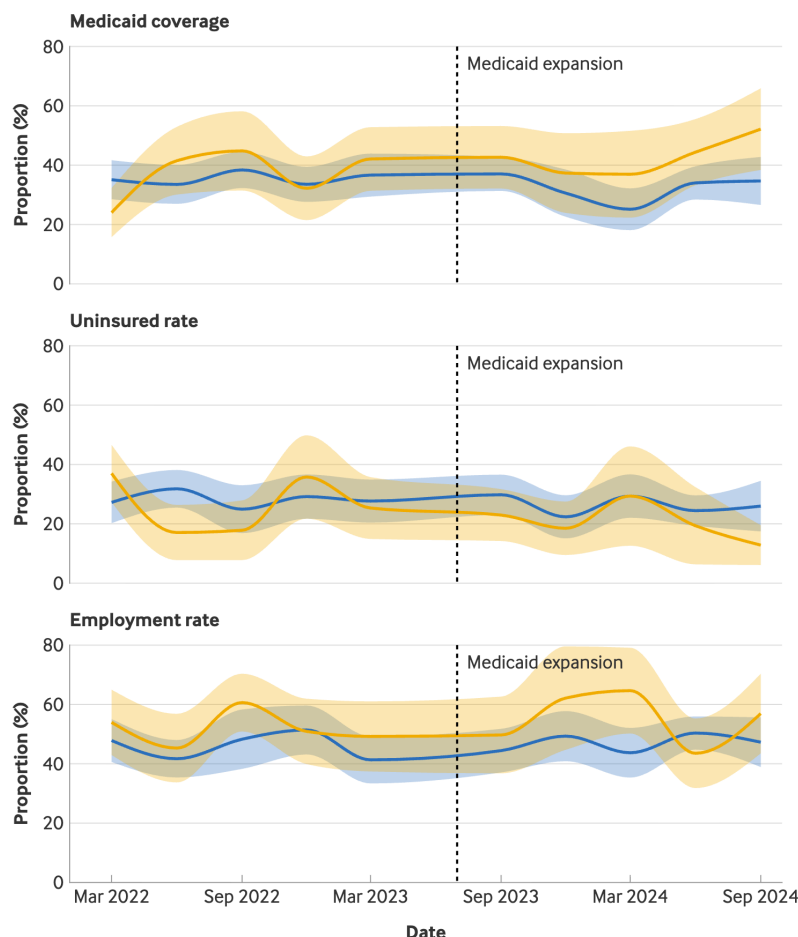 Medicaid coverage
80
Medicaid expansion
60
40
20
0
Proportion (%)
Uninsured rate
80
Medicaid expansion
60
40
20
0
Proportion (%)
Employment rate
80
Medicaid expansion
60
40
20
0
Proportion (%)
Mar 2022 Sep 2022 Mar 2023 Sep 2023 Mar 2024 Sep 2024
Date